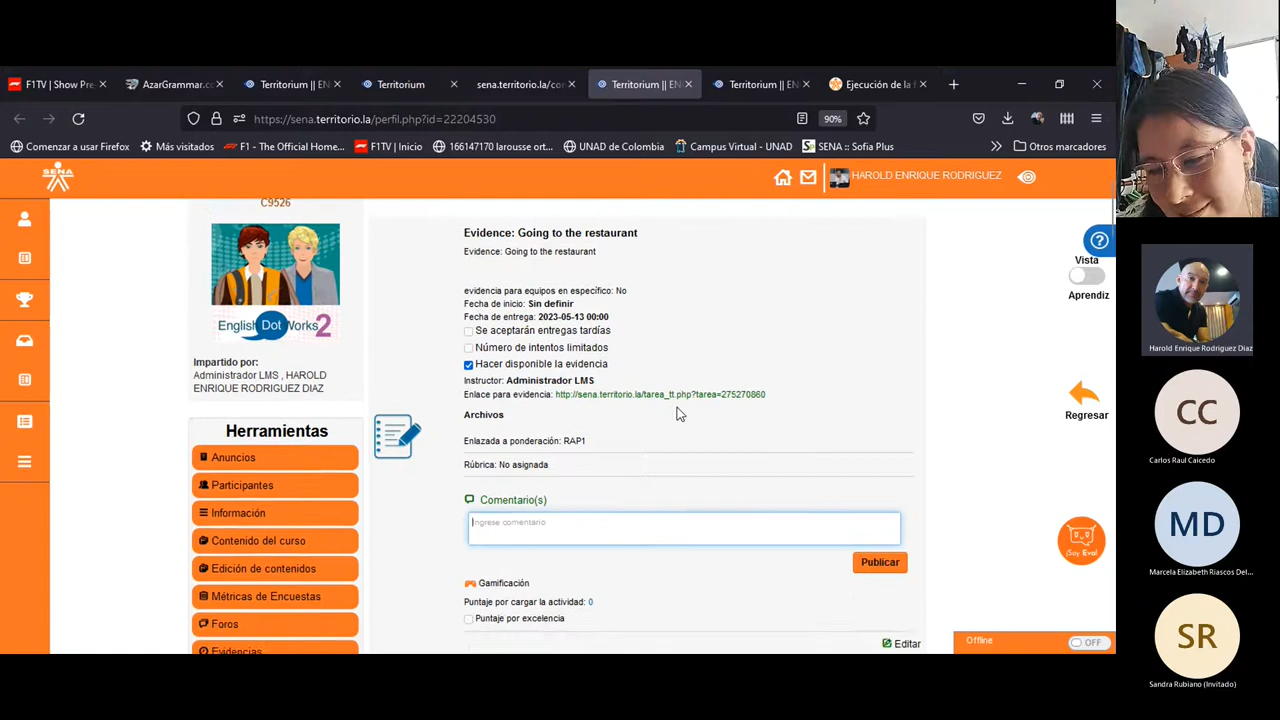 F1TV | Show Pre-
AzarGrammar.co
Territorium || EN
Territorium
sena.territorio.la/con
Territorium || EN
Territorium || EN
Ejecución de la f
https://sena.territorio.la/perfil.php?id=22204530
90%
Comenzar a usar Firefox
Más visitados
F1 - The Official Home...
F1TV | Inicio
166147170 larousse ort...
UNAD de Colombia
Campus Virtual - UNAD
SENA :: Sofia Plus
Otros marcadores
SENA
HAROLD ENRIQUE RODRIGUEZ
C9526
English Dot Works 2
Impartido por:
Administrador LMS , HAROLD
ENRIQUE RODRIGUEZ DIAZ
Herramientas
Anuncios
Participantes
Información
Contenido del curso
Edición de contenidos
Métricas de Encuestas
Foros
Evidencias
Evidence: Going to the restaurant
Evidence: Going to the restaurant
evidencia para equipos en específico: No
Fecha de inicio: Sin definir
Fecha de entrega: 2023-05-13 00:00
Se aceptarán entregas tardías
Número de intentos limitados
Hacer disponible la evidencia
Instructor: Administrador LMS
Enlace para evidencia: http://sena.territorio.la/tarea_tt.php?tarea=275270860
Archivos
Enlazada a ponderación: RAP1
Rúbrica: No asignada
Comentario(s)
Ingrese comentario
Publicar
Gamificación
Puntaje por cargar la actividad: 0
Puntaje por excelencia
Editar
Vista
Aprendiz
Regresar
¡Soy Eva!
Offline
OFF
Harold Enrique Rodriguez Diaz
CC
Carlos Raul Caicedo
MD
Marcela Elizabeth Riascos Del...
SR
Sandra Rubiano (Invitado)